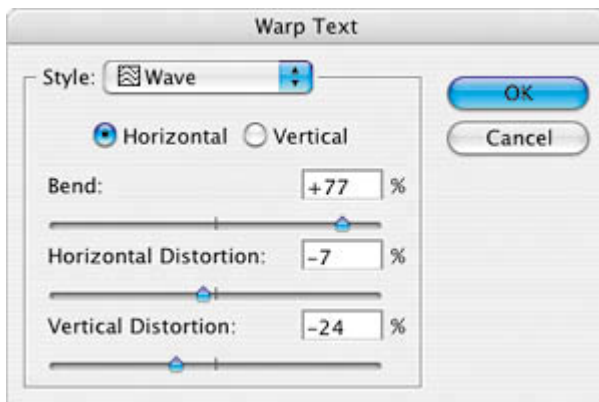 Warp Text
Style: Wave
OK
Horizontal Vertical
Cancel
Bend: +77 %
Horizontal Distortion: -7 %
Vertical Distortion: -24 %